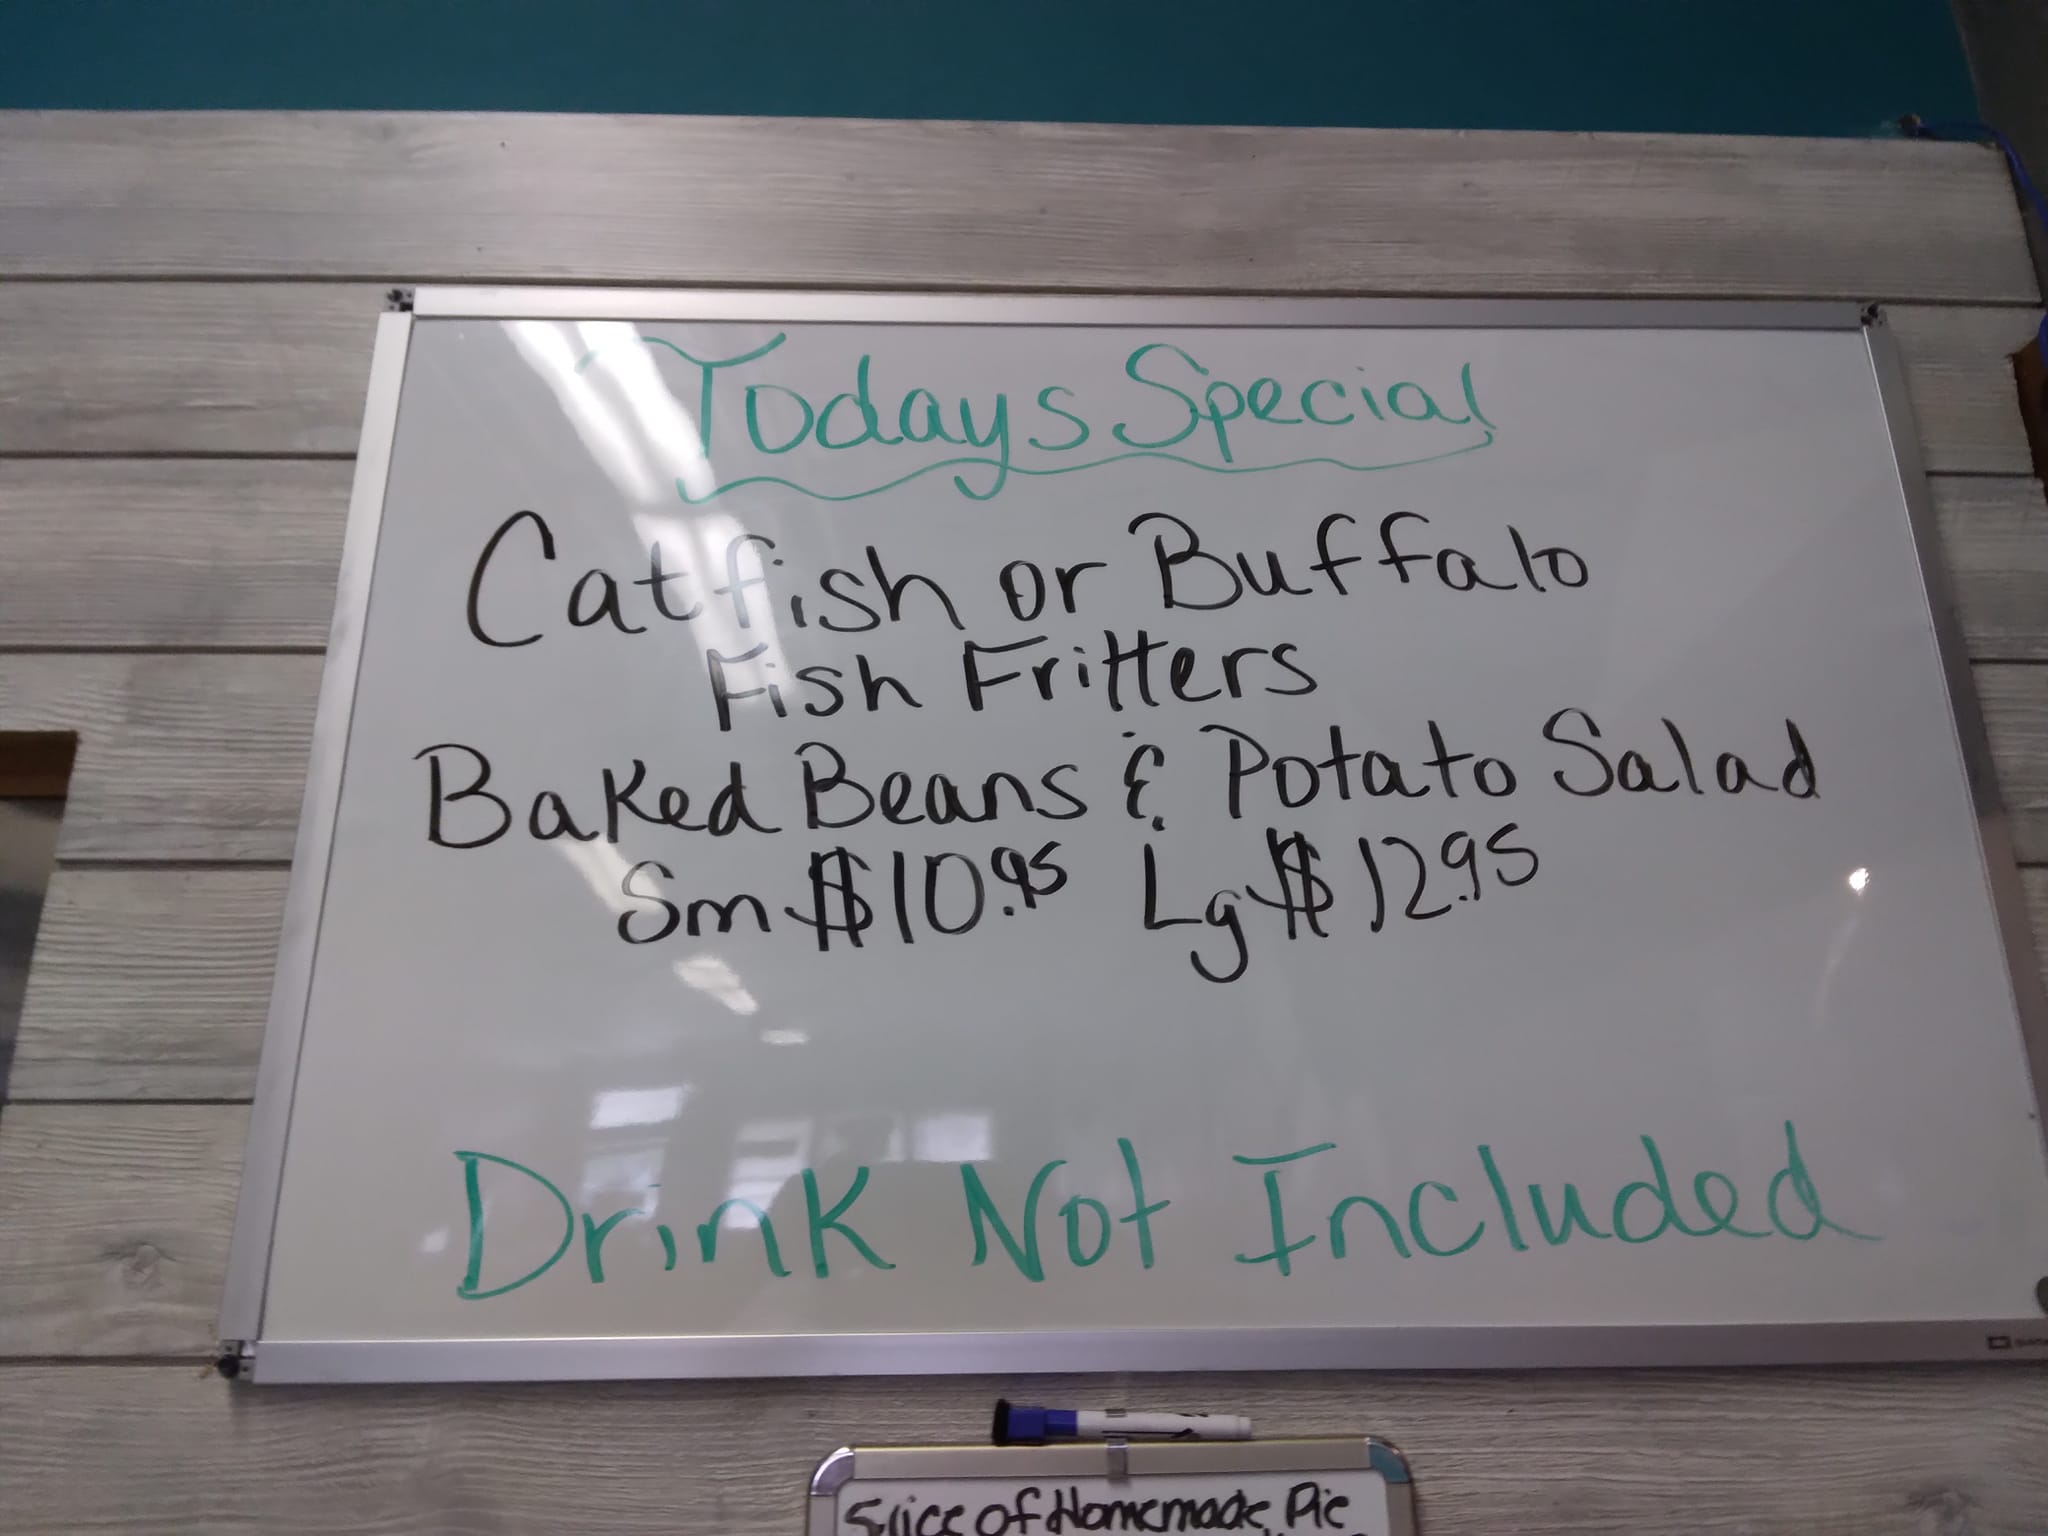 Todays Special
Catfish or Buffalo
Fish Fritters
Baked Beans & Potato Salad
Sm $10.95 Lg $12.95
Drink Not Included
Slice of Homemade Pie